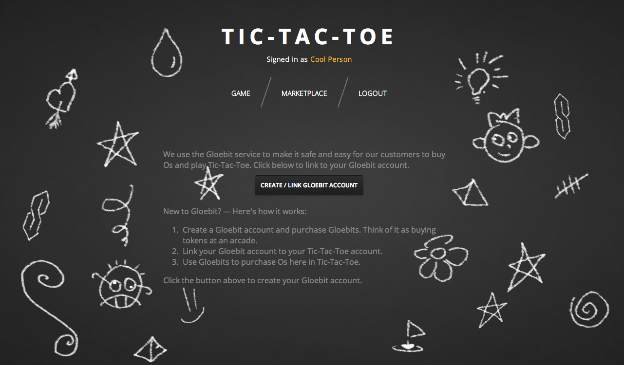 TIC-TAC-TOE
Signed in as Cool Person
GAME MARKETPLACE LOGOUT
We use the Gloebit service to make it safe and easy for our customers to buy
Os and play Tic-Tac-Toe. Click below to link to your Gloebit account.
CREATE / LINK GLOEBIT ACCOUNT
New to Gloebit? — Here's how it works:
1. Create a Gloebit account and purchase Gloebits. Think of it as buying
tokens at an arcade.
2. Link your Gloebit account to your Tic-Tac-Toe account.
3. Use Gloebits to purchase Os here in Tic-Tac-Toe.
Click the button above to create your Gloebit account.